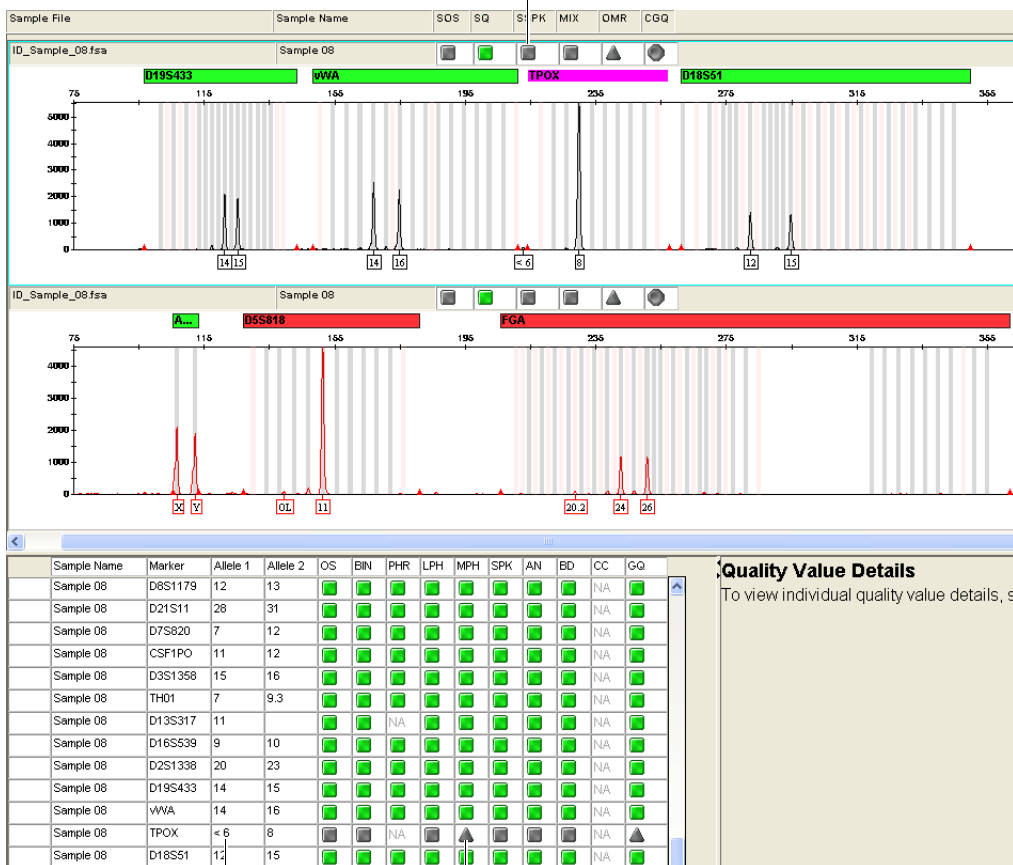 Sample File Sample Name SOS SQ SSPK MIX OMR CGQ
ID_Sample_08.fsa Sample 08
D19S433 vWA TPOX D18S51
75 115 155 195 235 275 315 355
5000
4000
3000
2000
1000
0
14 15 14 16 < 6 8 12 15
ID_Sample_08.fsa Sample 08
A... D5S818 FGA
75 115 155 195 235 275 315 355
4000
3000
2000
1000
0
X Y OL 11 20.2 24 26
Sample Name Marker Allele 1 Allele 2 OS BIN PHR LPH MPH SPK AN BD CC GQ
Sample 08 D8S1179 12 13 NA
Sample 08 D21S11 28 31 NA
Sample 08 D7S820 7 12 NA
Sample 08 CSF1PO 11 12 NA
Sample 08 D3S1358 15 16 NA
Sample 08 TH01 7 9.3 NA
Sample 08 D13S317 11 NA NA
Sample 08 D16S539 9 10 NA
Sample 08 D2S1338 20 23 NA
Sample 08 D19S433 14 15 NA
Sample 08 vWA 14 16 NA
Sample 08 TPOX < 6 8 NA NA
Sample 08 D18S51 12 15 NA
Quality Value Details
To view individual quality value details, s